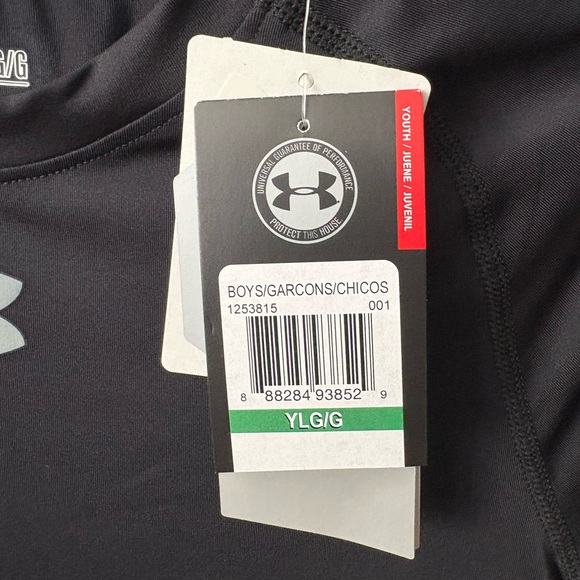 G/G
YOUTH / JUENE / JUVENIL
UNIVERSAL GUARANTEE OF PERFORMANCE
PROTECT THIS HOUSE
BOYS/GARCONS/CHICOS
1253815 001
8 88284 93852 9
YLG/G